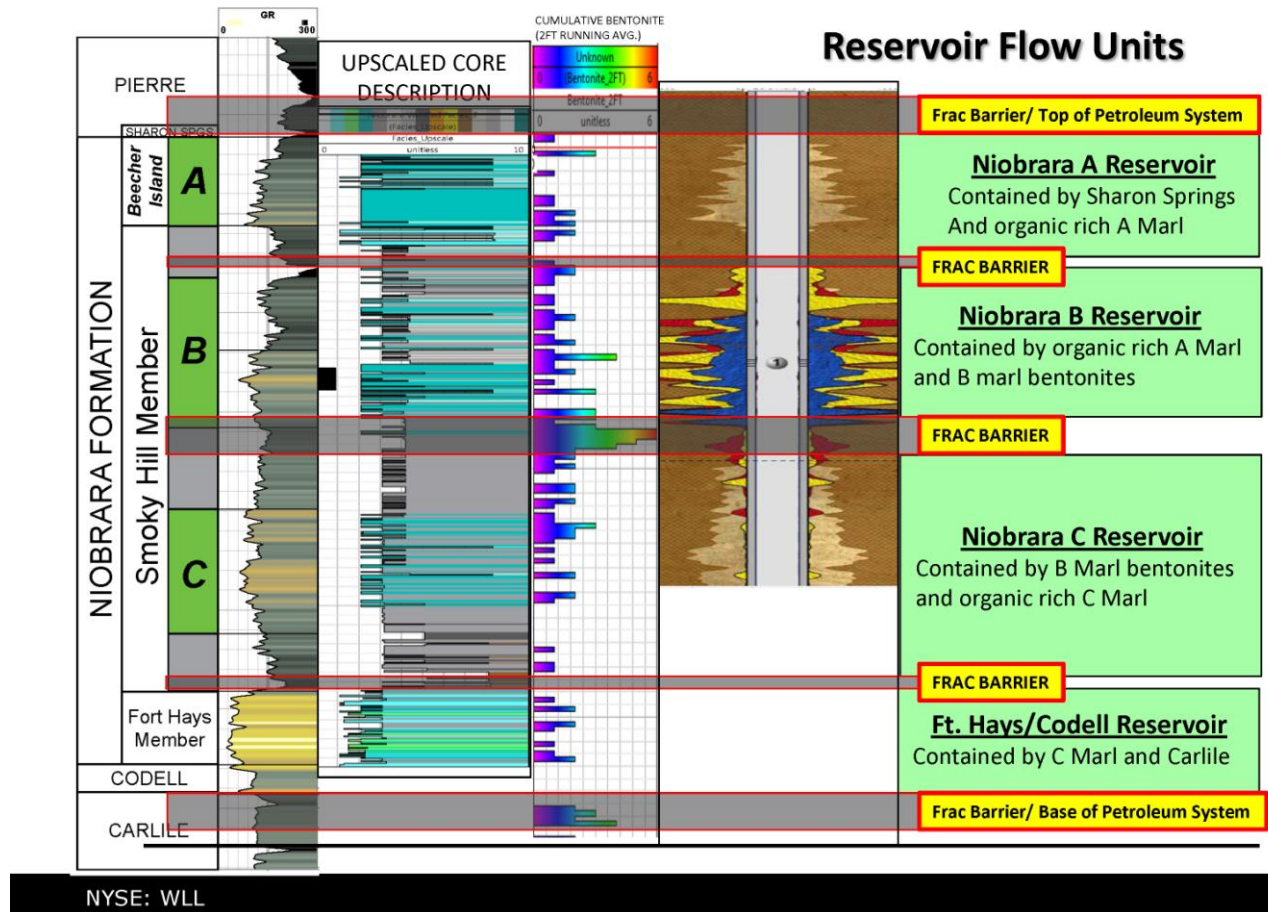 Reservoir Flow Units
GR
0 300
UPSCALED CORE
DESCRIPTION
Facies_Upscale
unitless
0 10
CUMULATIVE BENTONITE
(2FT RUNNING AVG.)
Unknown
0 (Bentonite_2FT) 6
Bentonite_2FT
0 unitless 6
PIERRE
SHARON SPGS
NIOBRARA FORMATION
Beecher
Island
Smoky Hill Member
A
B
C
Fort Hays
Member
CODELL
CARLILE
1
Frac Barrier/ Top of Petroleum System
Niobrara A Reservoir
Contained by Sharon Springs
And organic rich A Marl
FRAC BARRIER
Niobrara B Reservoir
Contained by organic rich A Marl
and B marl bentonites
FRAC BARRIER
Niobrara C Reservoir
Contained by B Marl bentonites
and organic rich C Marl
FRAC BARRIER
Ft. Hays/Codell Reservoir
Contained by C Marl and Carlile
Frac Barrier/ Base of Petroleum System
NYSE: WLL